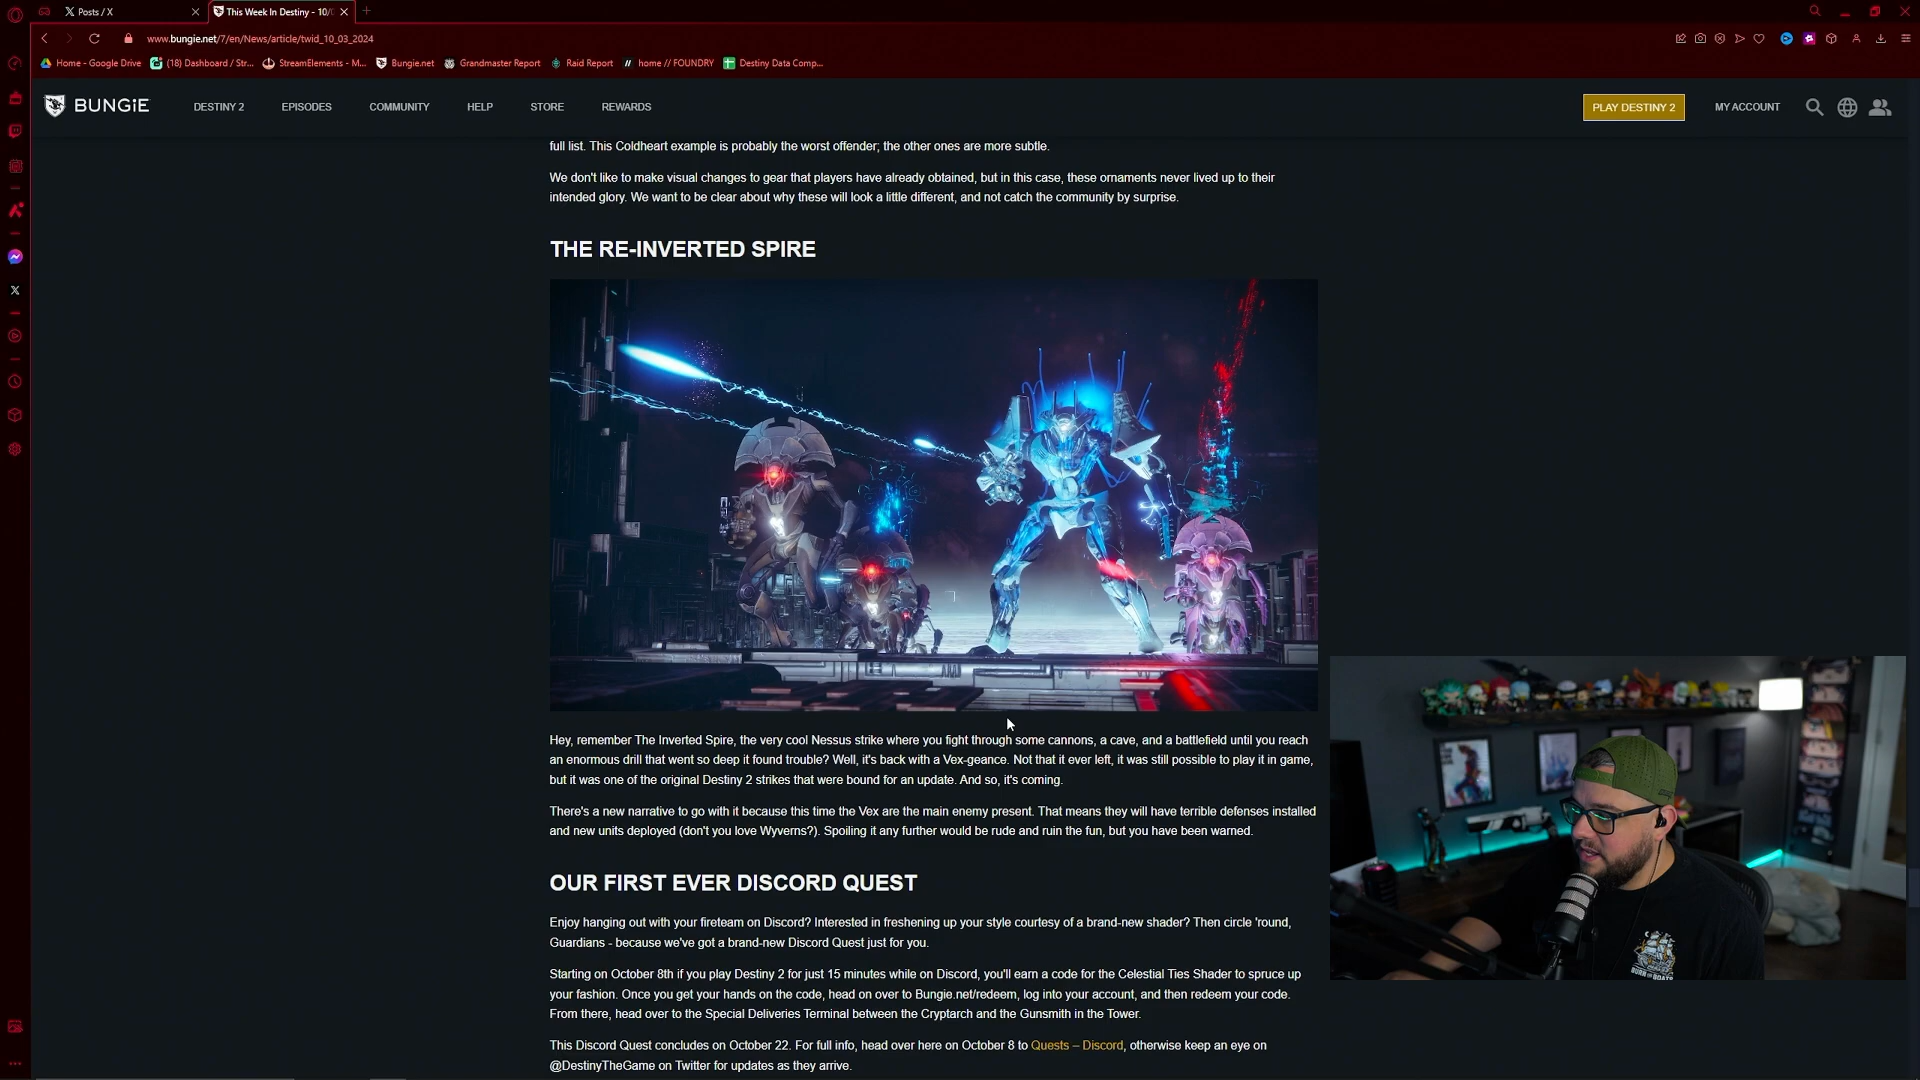 Posts / X
This Week In Destiny - 10/0
www.bungie.net/7/en/News/article/twid_10_03_2024
Home - Google Drive
(18) Dashboard / Str...
StreamElements - M...
Bungie.net
Grandmaster Report
Raid Report
home // FOUNDRY
Destiny Data Comp...
BUNGiE
DESTINY 2
EPISODES
COMMUNITY
HELP
STORE
REWARDS
PLAY DESTINY 2
MY ACCOUNT
full list. This Coldheart example is probably the worst offender; the other ones are more subtle.
We don't like to make visual changes to gear that players have already obtained, but in this case, these ornaments never lived up to their
intended glory. We want to be clear about why these will look a little different, and not catch the community by surprise.
THE RE-INVERTED SPIRE
Hey, remember The Inverted Spire, the very cool Nessus strike where you fight through some cannons, a cave, and a battlefield until you reach
an enormous drill that went so deep it found trouble? Well, it's back with a Vex-geance. Not that it ever left, it was still possible to play it in game,
but it was one of the original Destiny 2 strikes that were bound for an update. And so, it's coming.
There's a new narrative to go with it because this time the Vex are the main enemy present. That means they will have terrible defenses installed
and new units deployed (don't you love Wyverns?). Spoiling it any further would be rude and ruin the fun, but you have been warned.
OUR FIRST EVER DISCORD QUEST
Enjoy hanging out with your fireteam on Discord? Interested in freshening up your style courtesy of a brand-new shader? Then circle 'round,
Guardians - because we've got a brand-new Discord Quest just for you.
Starting on October 8th if you play Destiny 2 for just 15 minutes while on Discord, you'll earn a code for the Celestial Ties Shader to spruce up
your fashion. Once you get your hands on the code, head on over to Bungie.net/redeem, log into your account, and then redeem your code.
From there, head over to the Special Deliveries Terminal between the Cryptarch and the Gunsmith in the Tower.
This Discord Quest concludes on October 22. For full info, head over here on October 8 to Quests – Discord, otherwise keep an eye on
@DestinyTheGame on Twitter for updates as they arrive.
BURN THE BOATS